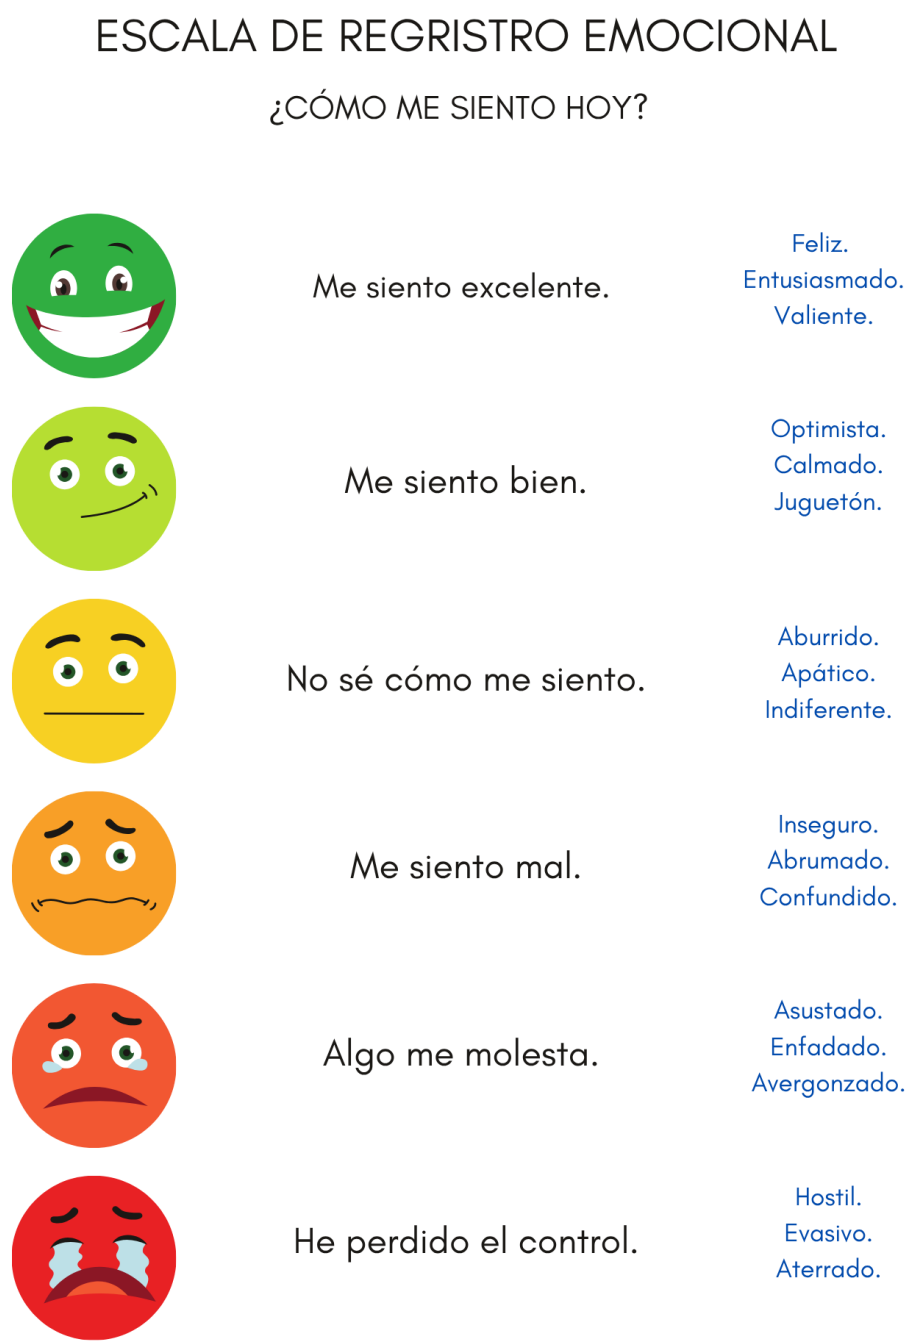 ESCALA DE REGRISTRO EMOCIONAL
¿CÓMO ME SIENTO HOY?
Me siento excelente.
Feliz.
Entusiasmado.
Valiente.
Me siento bien.
Optimista.
Calmado.
Juguetón.
No sé cómo me siento.
Aburrido.
Apático.
Indiferente.
Me siento mal.
Inseguro.
Abrumado.
Confundido.
Algo me molesta.
Asustado.
Enfadado.
Avergonzado.
He perdido el control.
Hostil.
Evasivo.
Aterrado.